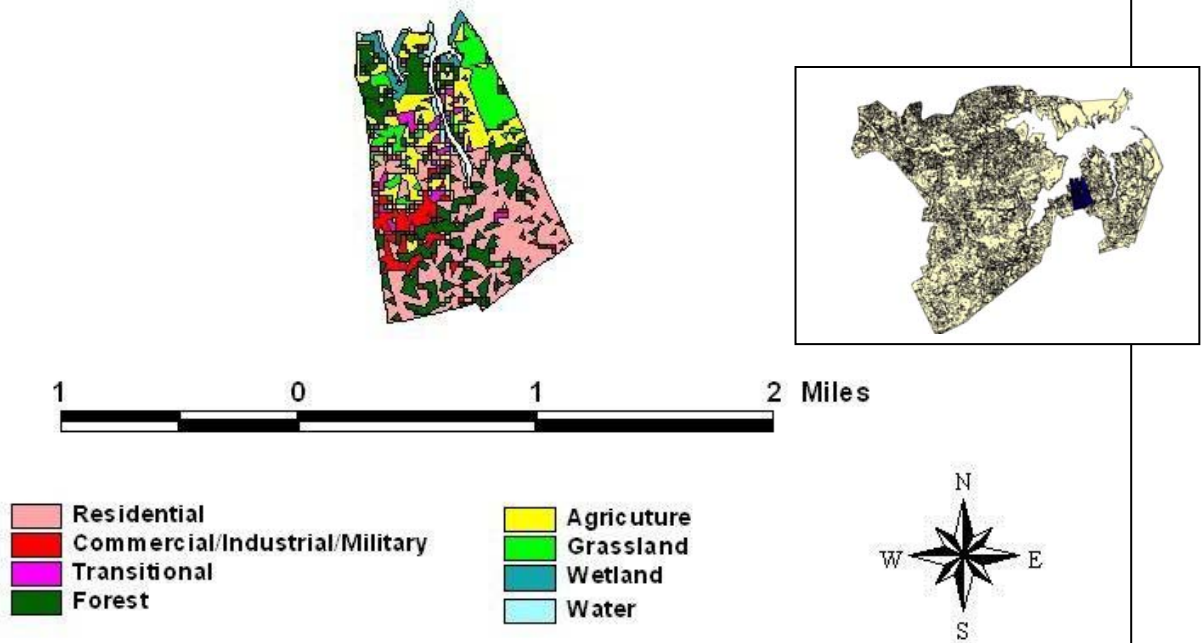 1 0 1 2 Miles
Residential
Commercial/Industrial/Military
Transitional
Forest
Agricuture
Grassland
Wetland
Water
N
W E
S